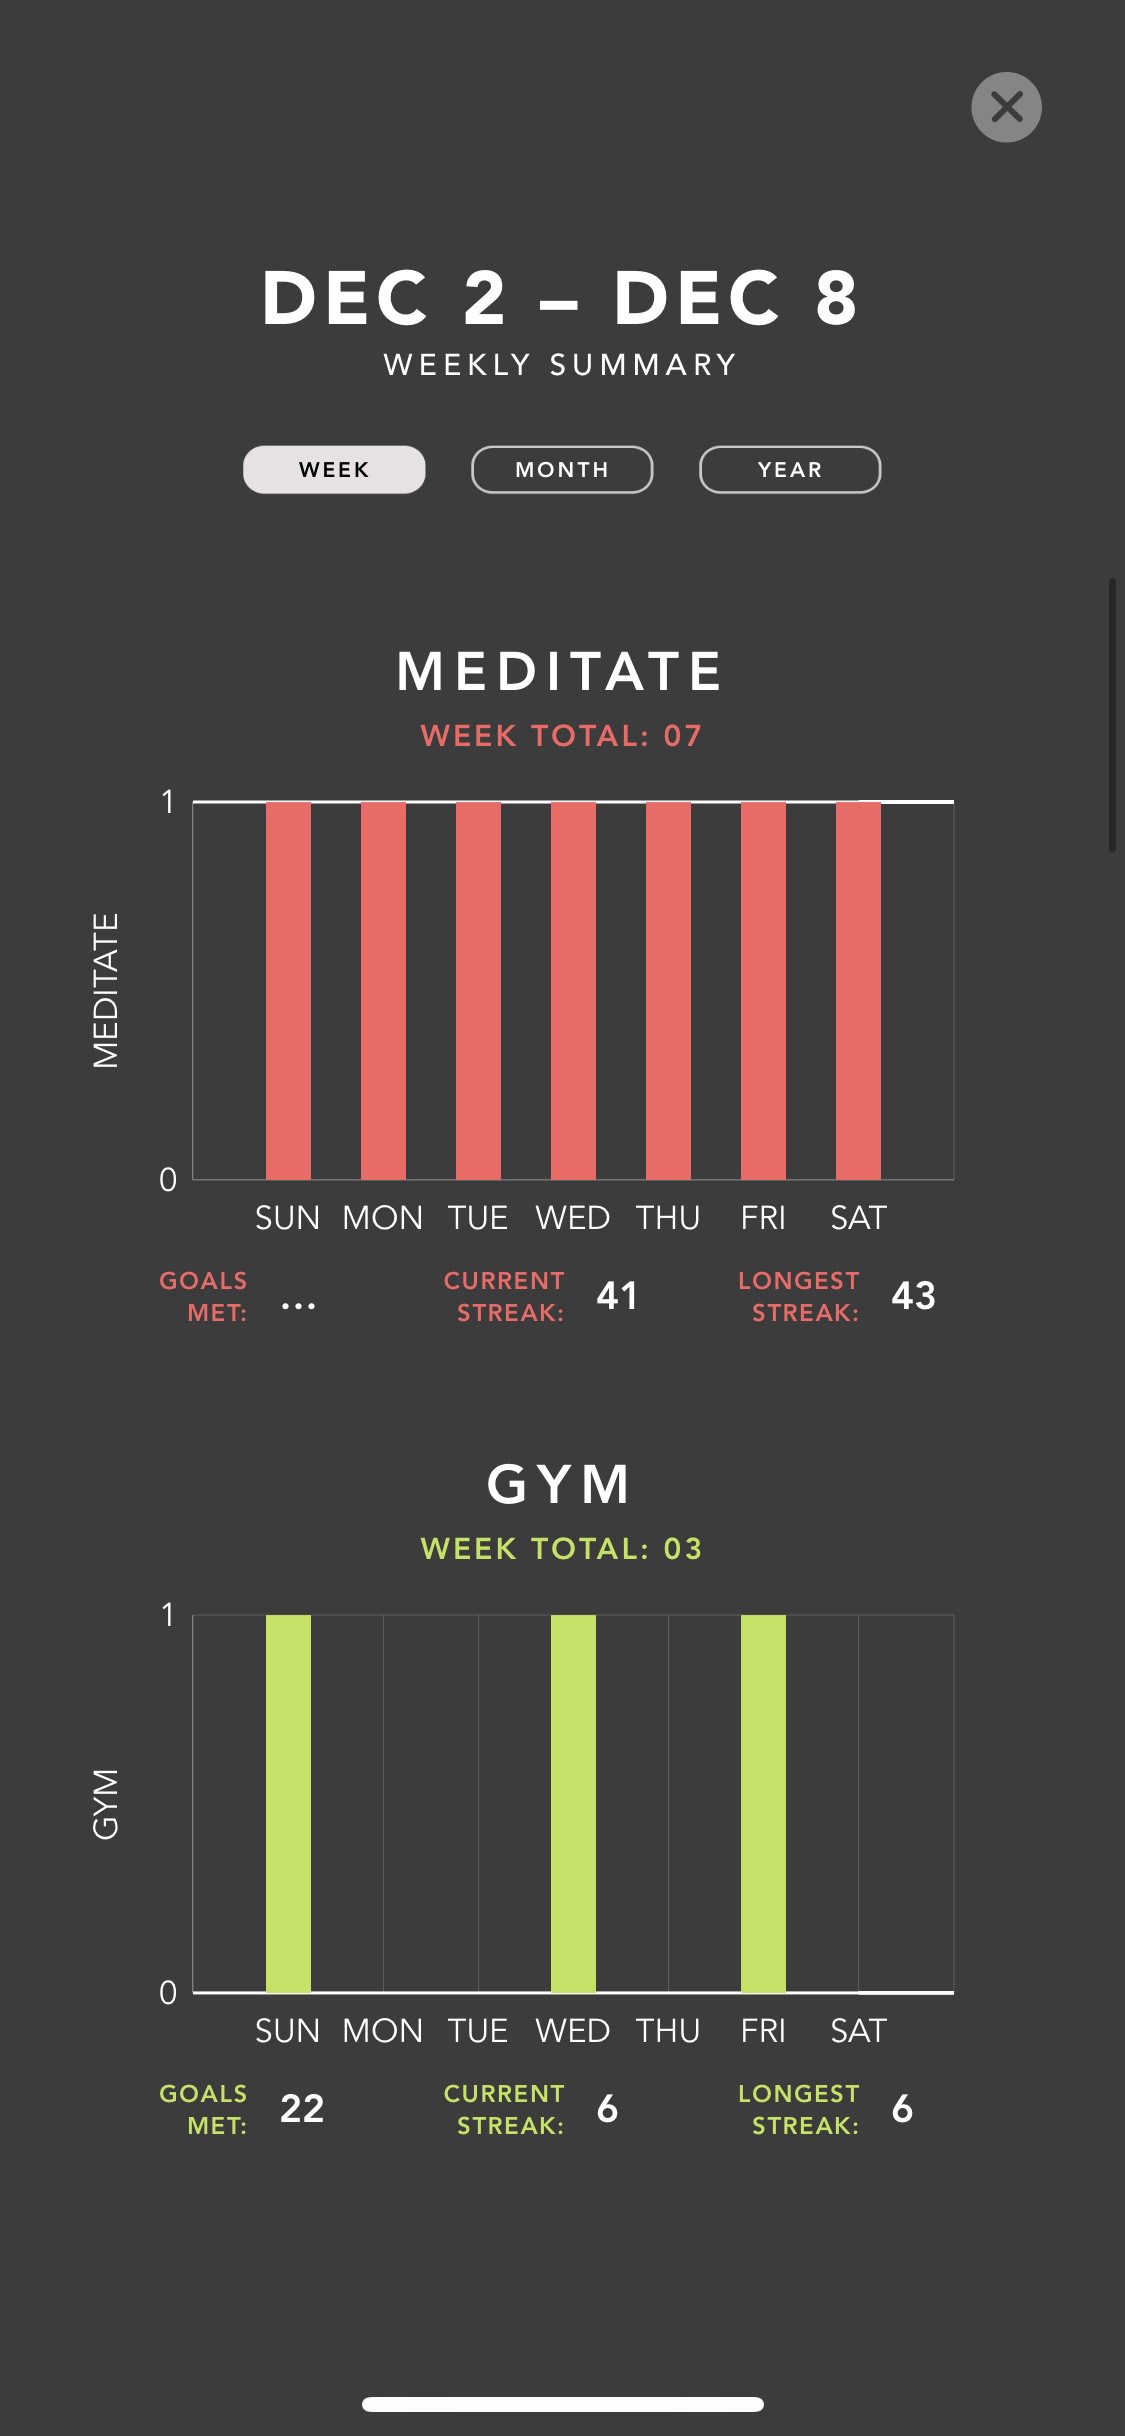 DEC 2 – DEC 8
WEEKLY SUMMARY
WEEK MONTH YEAR
MEDITATE
WEEK TOTAL: 07
1
MEDITATE
0
SUN MON TUE WED THU FRI SAT
GOALS MET: ... CURRENT STREAK: 41 LONGEST STREAK: 43
GYM
WEEK TOTAL: 03
1
GYM
0
SUN MON TUE WED THU FRI SAT
GOALS MET: 22 CURRENT STREAK: 6 LONGEST STREAK: 6